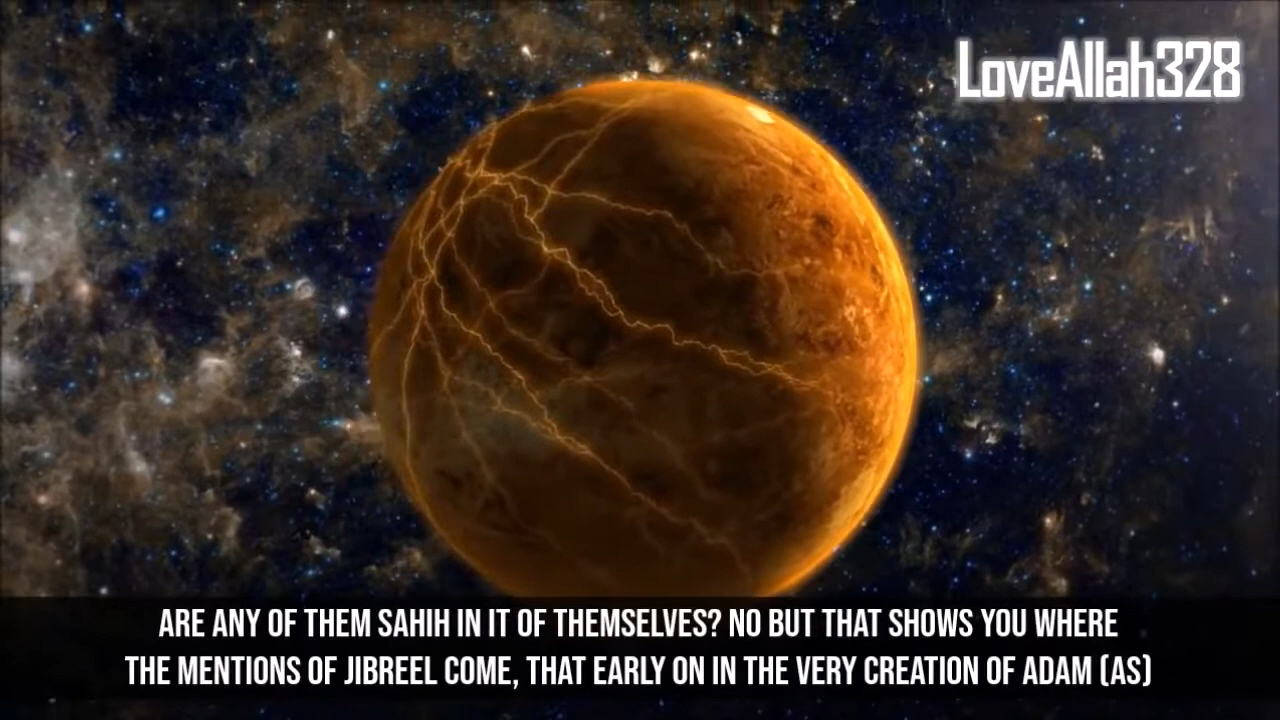 LoveAllah328
ARE ANY OF THEM SAHIH IN IT OF THEMSELVES? NO BUT THAT SHOWS YOU WHERE
THE MENTIONS OF JIBREEL COME, THAT EARLY ON IN THE VERY CREATION OF ADAM (AS)